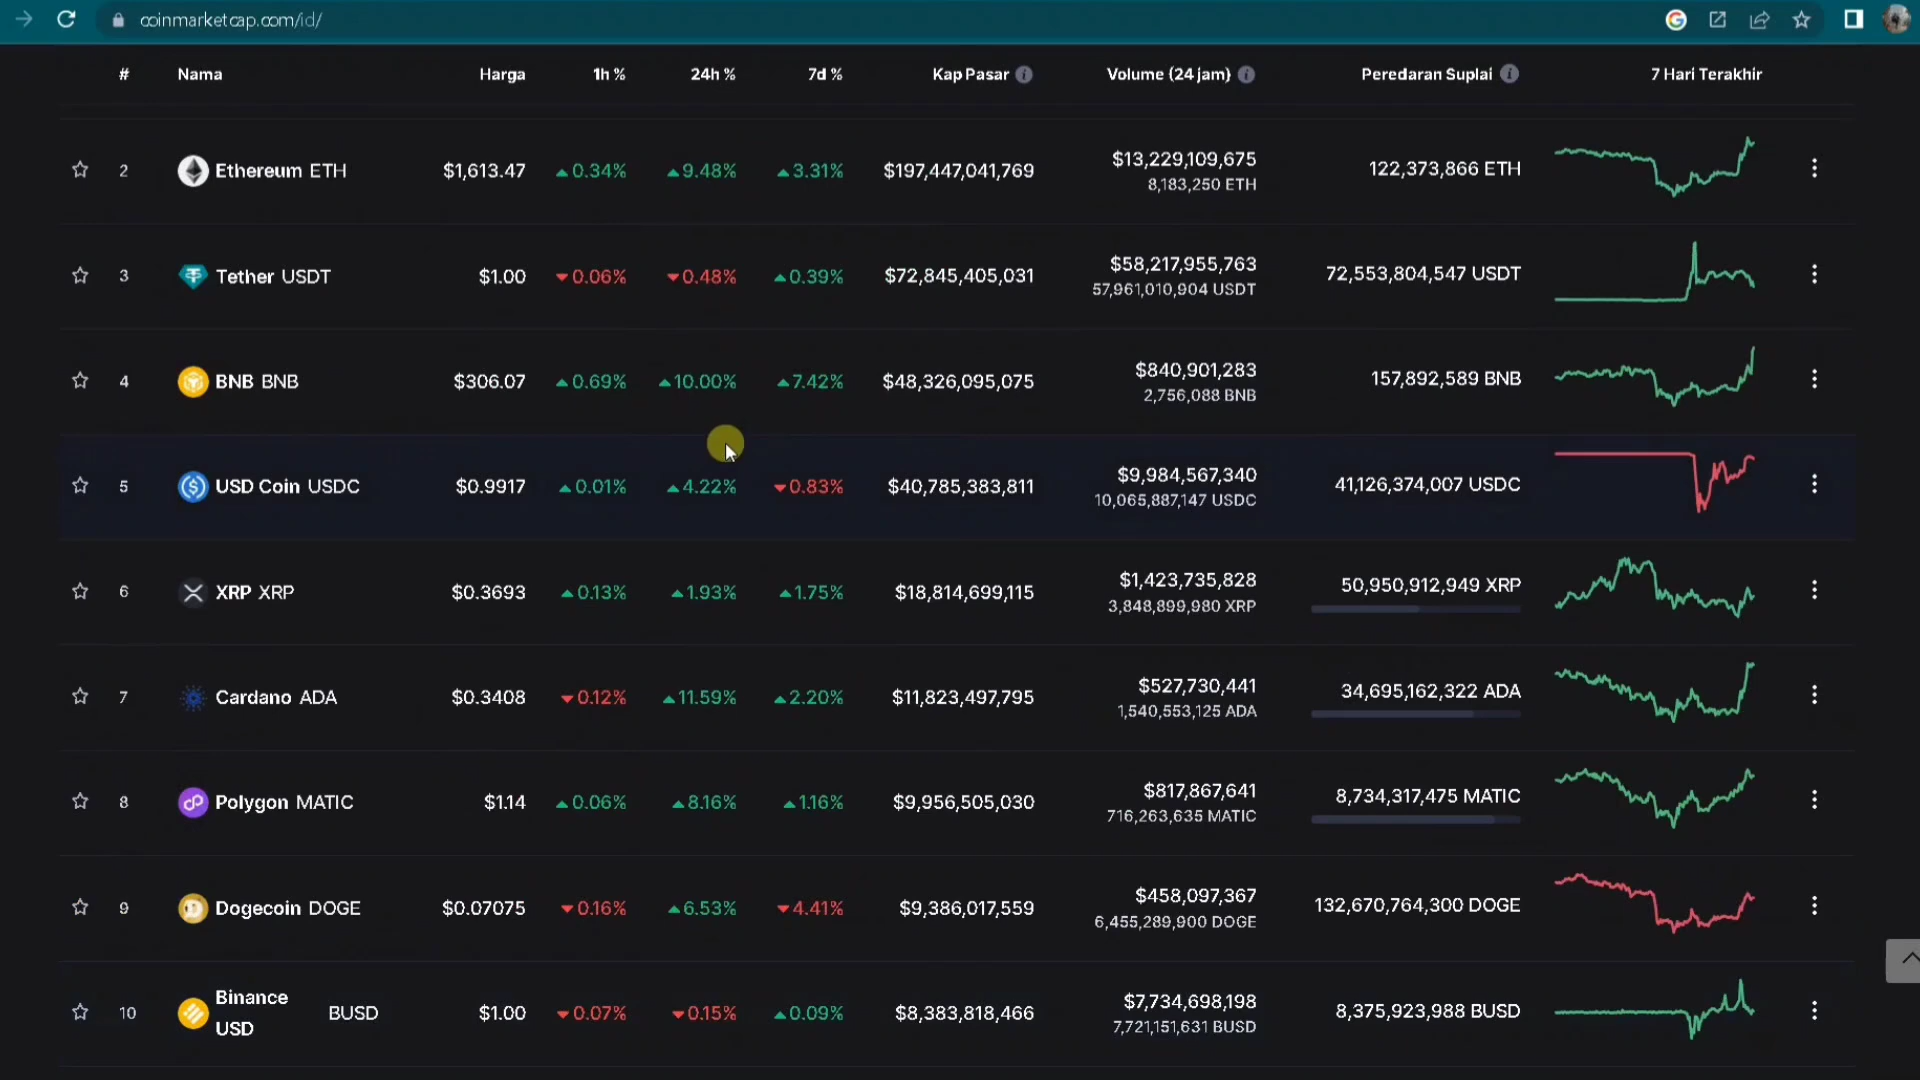 coinmarketcap.com/id/
# Nama Harga 1h % 24h % 7d % Kap Pasar Volume (24 jam) Peredaran Suplai 7 Hari Terakhir
2 Ethereum ETH $1,613.47 0.34% 9.48% 3.31% $197,447,041,769 $13,229,109,675 122,373,866 ETH
8,183,250 ETH
3 Tether USDT $1.00 0.06% 0.48% 0.39% $72,845,405,031 $58,217,955,763 72,553,804,547 USDT
57,961,010,904 USDT
4 BNB BNB $306.07 0.69% 10.00% 7.42% $48,326,095,075 $840,901,283 157,892,589 BNB
2,756,088 BNB
5 USD Coin USDC $0.9917 0.01% 4.22% 0.83% $40,785,383,811 $9,984,567,340 41,126,374,007 USDC
10,065,887,147 USDC
6 XRP XRP $0.3693 0.13% 1.93% 1.75% $18,814,699,115 $1,423,735,828 50,950,912,949 XRP
3,848,899,980 XRP
7 Cardano ADA $0.3408 0.12% 11.59% 2.20% $11,823,497,795 $527,730,441 34,695,162,322 ADA
1,540,553,125 ADA
8 Polygon MATIC $1.14 0.06% 8.16% 1.16% $9,956,505,030 $817,867,641 8,734,317,475 MATIC
716,263,635 MATIC
9 Dogecoin DOGE $0.07075 0.16% 6.53% 4.41% $9,386,017,559 $458,097,367 132,670,764,300 DOGE
6,455,289,900 DOGE
10 Binance USD BUSD $1.00 0.07% 0.15% 0.09% $8,383,818,466 $7,734,698,198 8,375,923,988 BUSD
7,721,151,631 BUSD